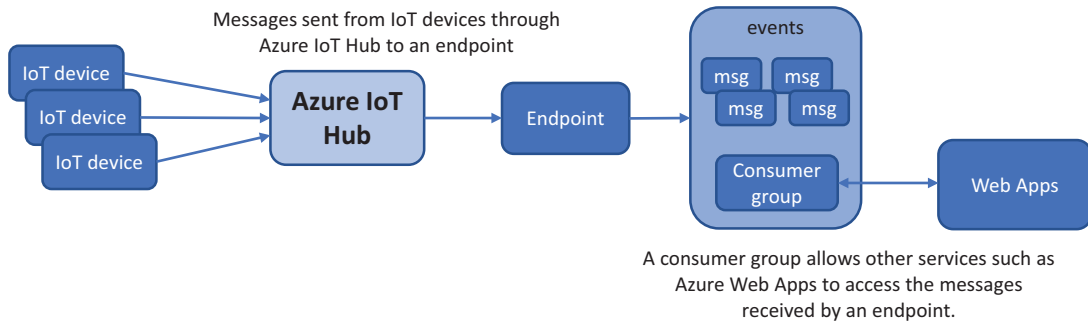 Messages sent from IoT devices through
Azure IoT Hub to an endpoint
IoT device
IoT device
IoT device
Azure IoT
Hub
Endpoint
events
msg
msg
msg
msg
Consumer
group
Web Apps
A consumer group allows other services such as
Azure Web Apps to access the messages
received by an endpoint.